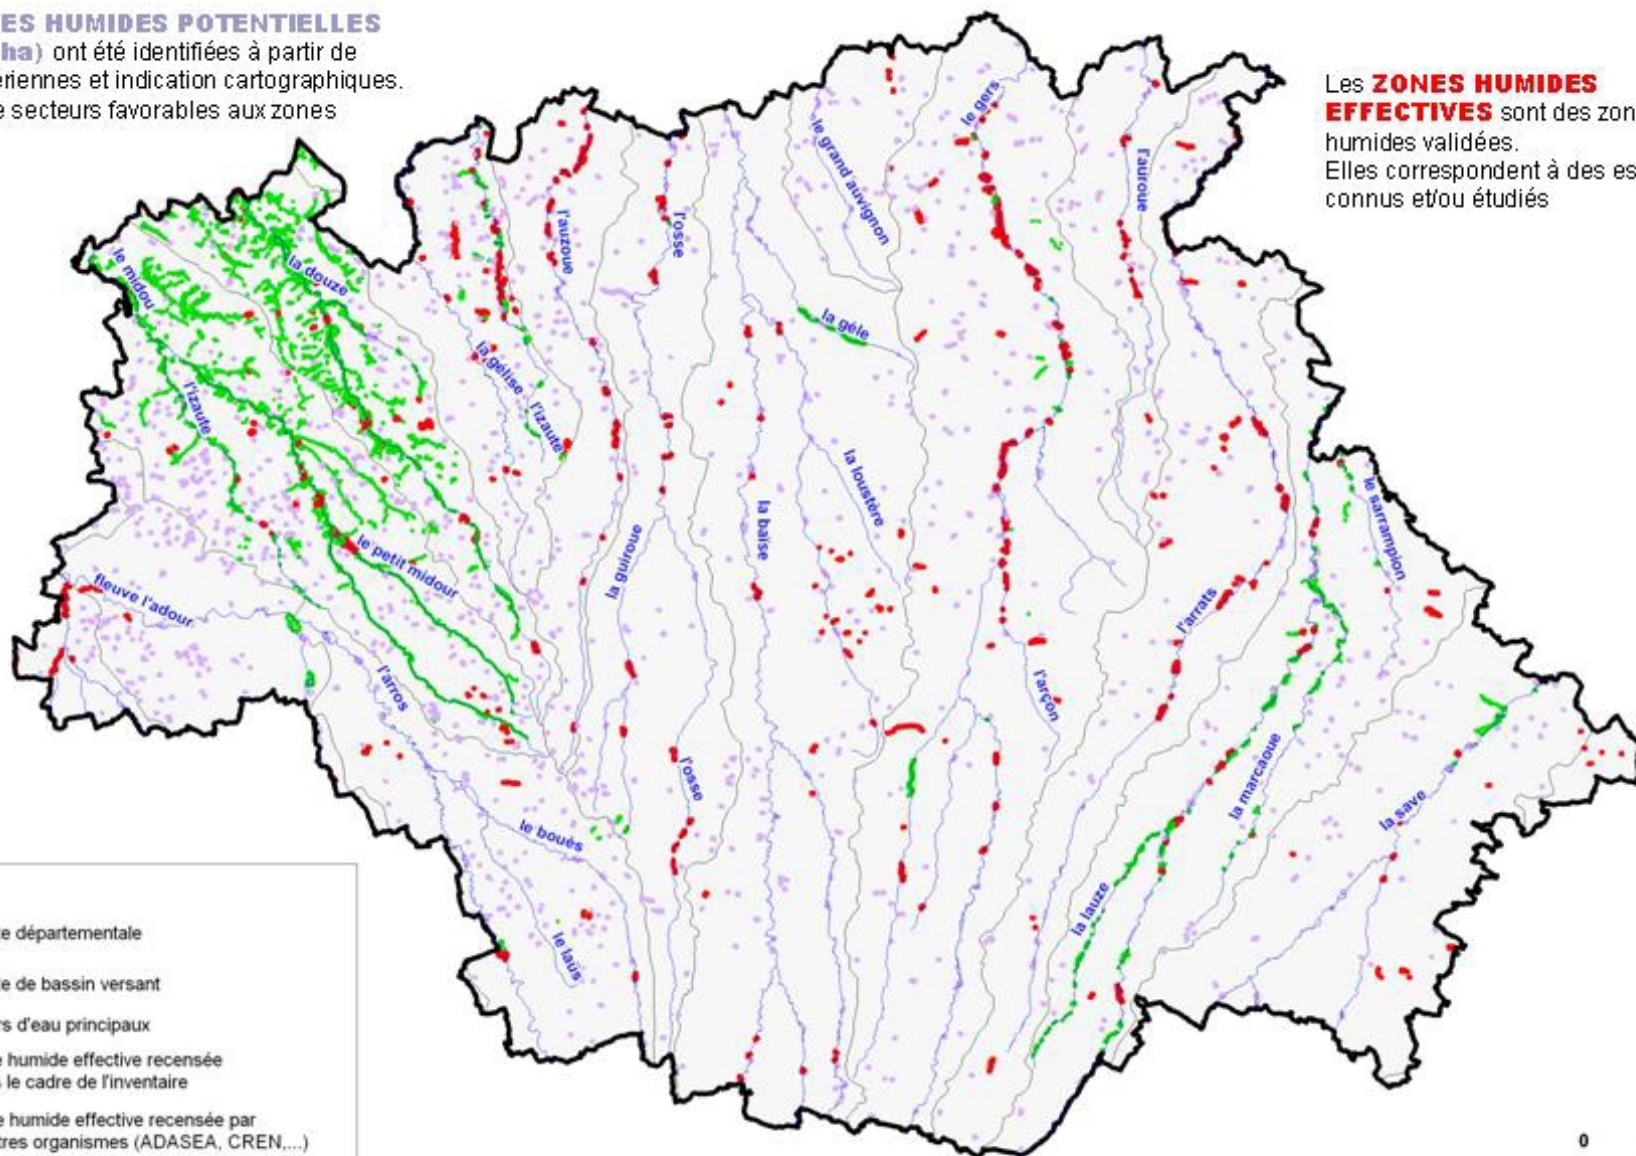 ES HUMIDES POTENTIELLES
ha) ont été identifiées à partir de
ériennes et indication cartographiques.
e secteurs favorables aux zones
Les ZONES HUMIDES
EFFECTIVES sont des zon
humides validées.
Elles correspondent à des es
connus et/ou étudiés
le gers
le grand auvignon
l'auroue
l'auzoue
l'osse
le midou
la douze
la gèle
la gélise
l'izaute
l'izaute
la loustère
la baïse
le sarrampion
la guiroue
le petit midour
fleuve l'adour
l'arrats
l'arros
l'arçon
l'osse
la marcaoue
la save
le bouès
la lauze
le laüs
te départementale
te de bassin versant
rs d'eau principaux
e humide effective recensée
s le cadre de l'inventaire
e humide effective recensée par
tres organismes (ADASEA, CREN,...)
0